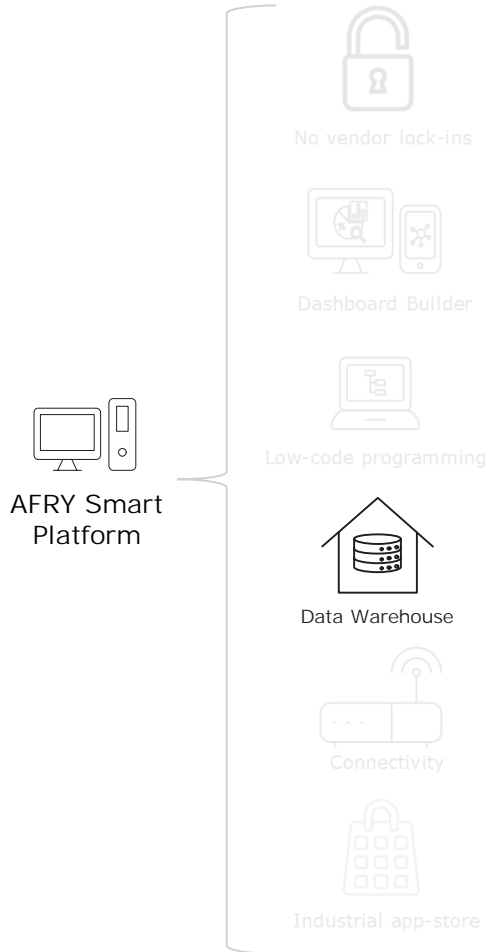 No vendor lock-ins
Dashboard Builder
Low-code programming
AFRY Smart
Platform
Data Warehouse
Connectivity
Industrial app-store